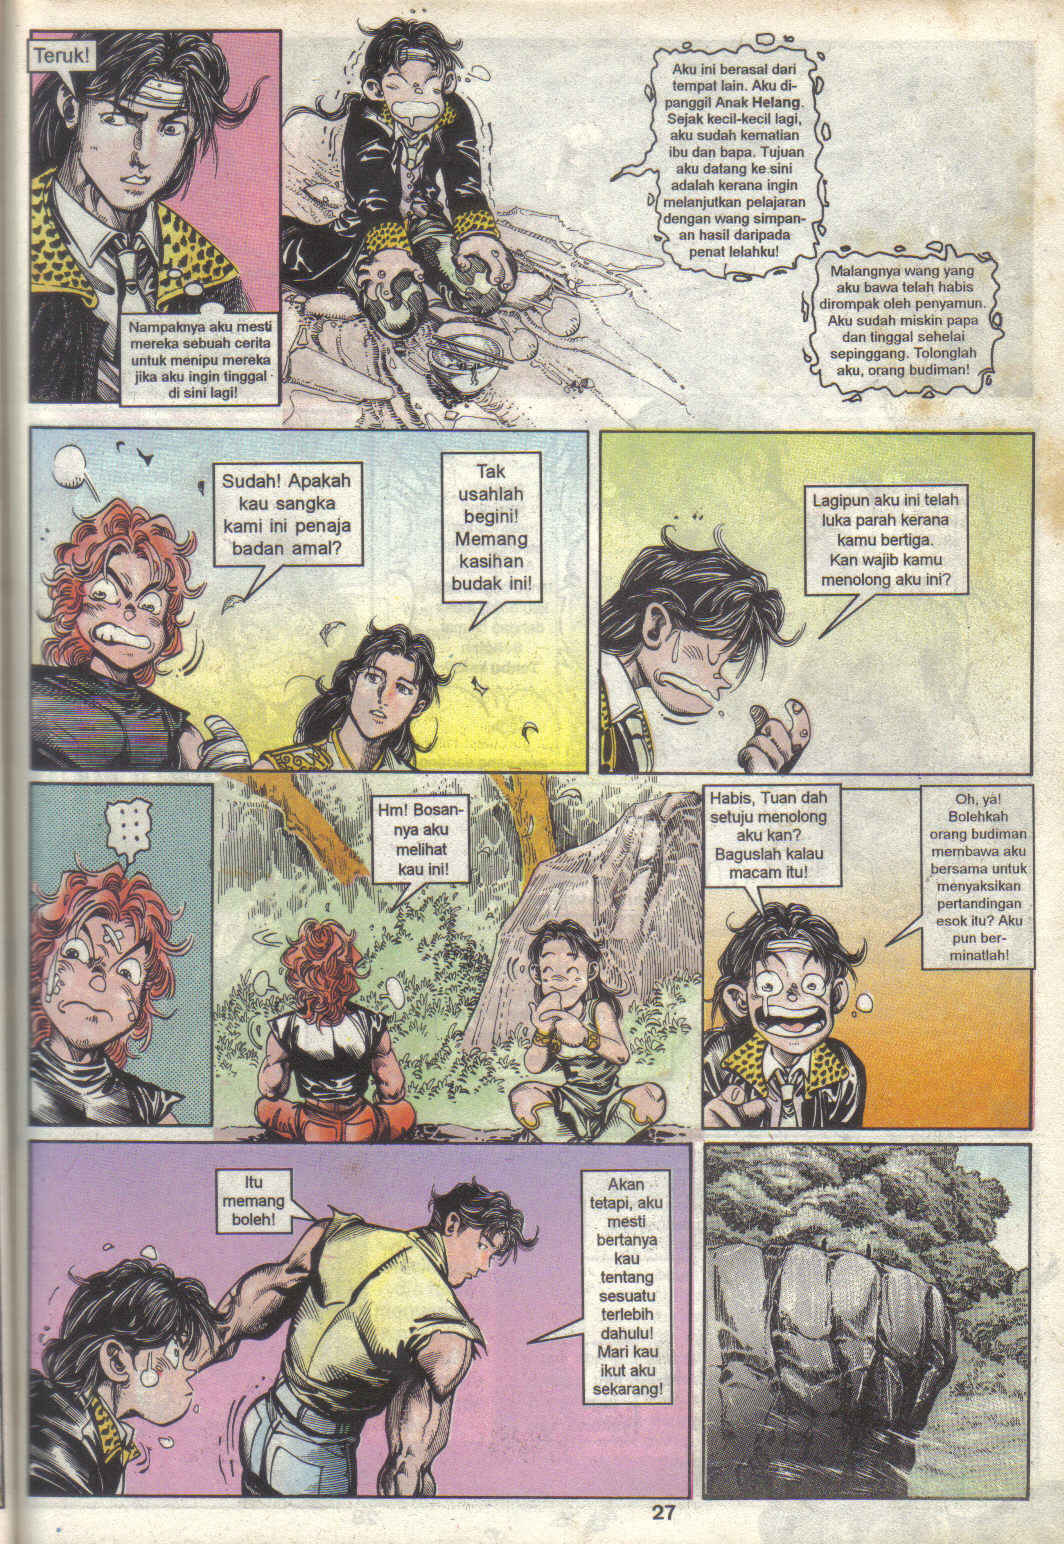 Teruk!
Nampaknya aku mesti
mereka sebuah cerita
untuk menipu mereka
jika aku ingin tinggal
di sini lagi!
Aku ini berasal dari
tempat lain. Aku di-
panggil Anak Helang.
Sejak kecil-kecil lagi,
aku sudah kematian
ibu dan bapa. Tujuan
aku datang ke sini
adalah kerana ingin
melanjutkan pelajaran
dengan wang simpan-
an hasil daripada
penat lelahku!
Malangnya wang yang
aku bawa telah habis
dirompak oleh penyamun.
Aku sudah miskin papa
dan tinggal sehelai
sepinggang. Tolonglah
aku, orang budiman!
Sudah! Apakah
kau sangka
kami ini penaja
badan amal?
Tak
usahlah
begini!
Memang
kasihan
budak ini!
Lagipun aku ini telah
luka parah kerana
kamu bertiga.
Kan wajib kamu
menolong aku ini?
Hm! Bosan-
nya aku
melihat
kau ini!
Habis, Tuan dah
setuju menolong
aku kan?
Baguslah kalau
macam itu!
Oh, ya!
Bolehkah
orang budiman
membawa aku
bersama untuk
menyaksikan
pertandingan
esok itu? Aku
pun ber-
minatlah!
Itu
memang
boleh!
Akan
tetapi, aku
mesti
bertanya
kau
tentang
sesuatu
terlebih
dahulu!
Mari kau
ikut aku
sekarang!
27